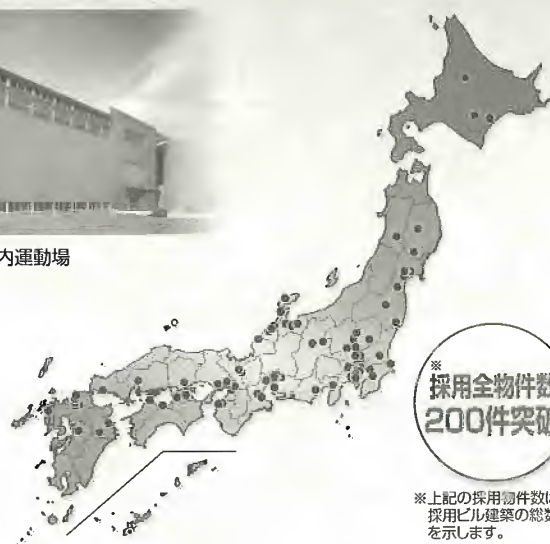 内運動場
※
採用全物件数
200件突破
※上記の採用物件数は
採用ビル建築の総数
を示します。